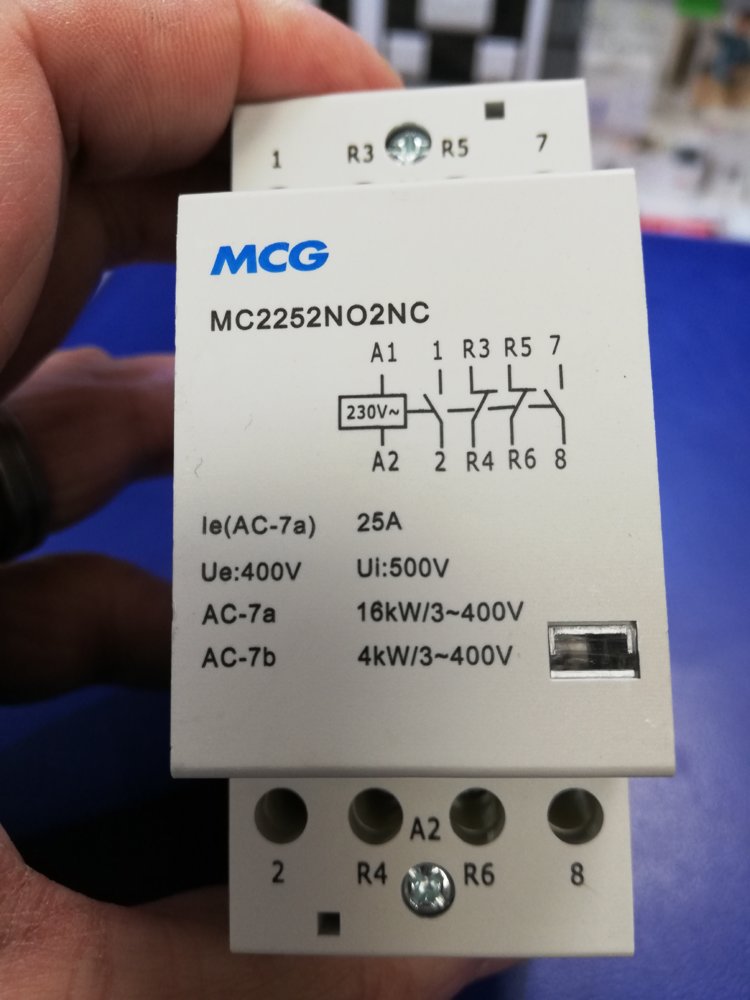 1 R3 R5 7
MCG
MC2252NO2NC
A1 1 R3 R5 7
230V~
A2 2 R4 R6 8
Ie(AC-7a) 25A
Ue:400V Ui:500V
AC-7a 16kW/3~400V
AC-7b 4kW/3~400V
A2
2 R4 R6 8